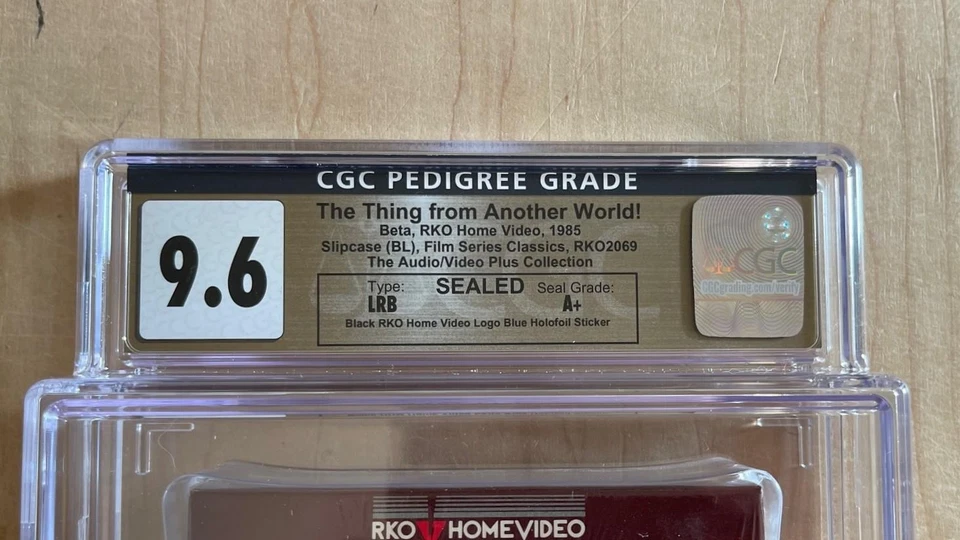 CGC PEDIGREE GRADE
9.6
The Thing from Another World!
Beta, RKO Home Video, 1985
Slipcase (BL), Film Series Classics, RKO2069
The Audio/Video Plus Collection
Type: SEALED Seal Grade:
LRB A+
Black RKO Home Video Logo Blue Holofoil Sticker
CGC
CGCgrading.com/verify
RKO HOMEVIDEO